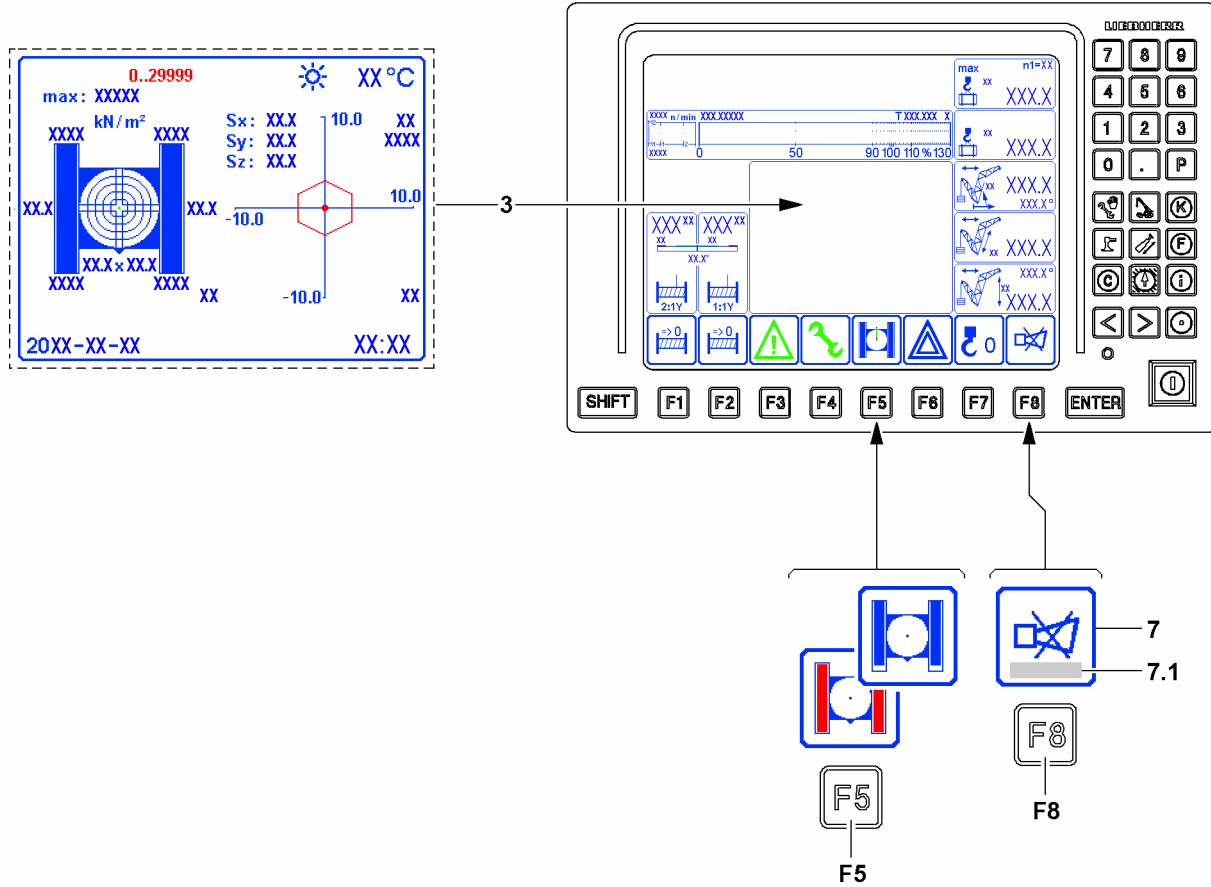 0..29999
XX °C
max: XXXXX
kN / m²
XXXX XXXX
Sx: XX.X
Sy: XX.X
Sz: XX.X
10.0
XX
XXXX
XX.X XX.X
-10.0
10.0
XX.X x XX.X
XXXX XXXX
XX
-10.0
XX
20XX-XX-XX
XX:XX
3
LIEBHERR
max n1=XX
xx
XXX.X
XXXX n/min XXX.XXXXX T XXX.XXX X
XXXX 0 50 90 100 110 % 130
xx
XXX.X
xx
XXX.X
XXX.X°
XXX xx XXX xx
xx xx
XX.X°
xx
XXX.X
2:1Y 1:1Y
XXX.X°
xx
XXX.X
=> 0 => 0
!
0
7 8 9
4 5 6
1 2 3
0 . P
K
F
C i
< >
SHIFT F1 F2 F3 F4 F5 F6 F7 F8 ENTER
7
7.1
F8
F8
F5
F5